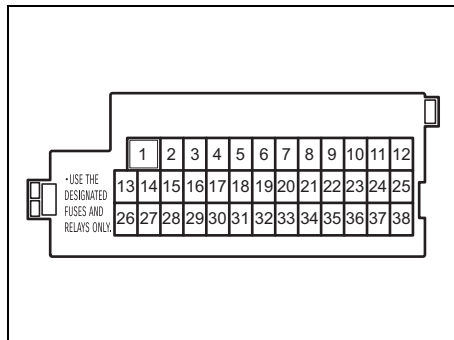 1 2 3 4 5 6 7 8 9 10 11 12
13 14 15 16 17 18 19 20 21 22 23 24 25
26 27 28 29 30 31 32 33 34 35 36 37 38
•USE THE
DESIGNATED
FUSES AND
RELAYS ONLY.